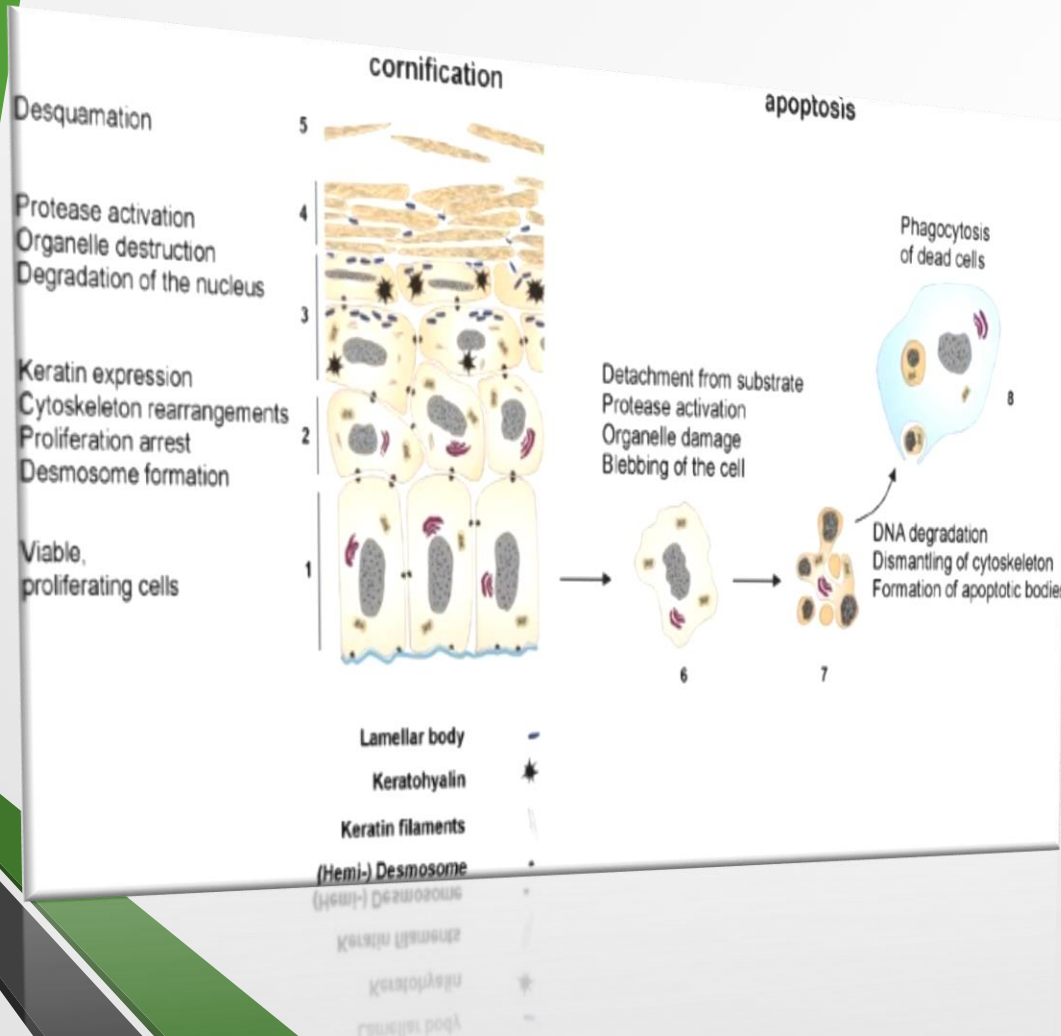 cornification
apoptosis
Desquamation
5
Protease activation
Organelle destruction
Degradation of the nucleus
4
3
Keratin expression
Cytoskeleton rearrangements
Proliferation arrest
Desmosome formation
2
Viable,
proliferating cells
1
Detachment from substrate
Protease activation
Organelle damage
Blebbing of the cell
6
7
DNA degradation
Dismantling of cytoskeleton
Formation of apoptotic bodie
Phagocytosis
of dead cells
8
Lamellar body
Keratohyalin
Keratin filaments
(Hemi-) Desmosome